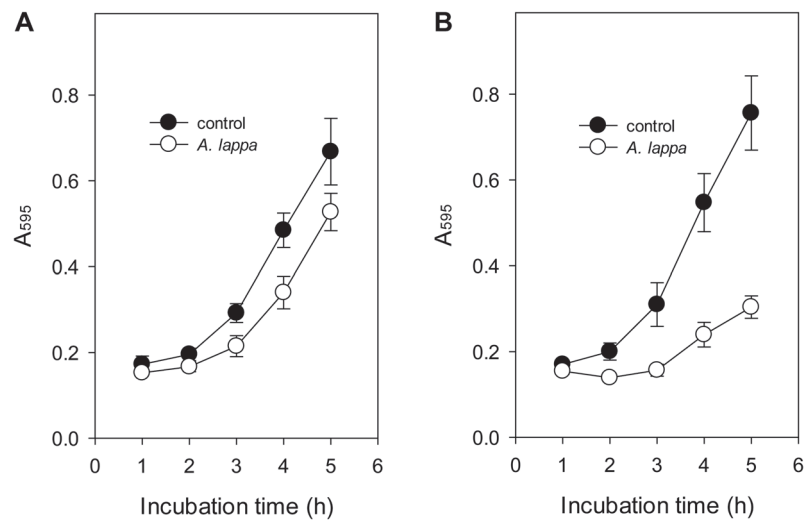 A
0.8
0.6
0.4
0.2
0.0
A595
control
A. lappa
0 1 2 3 4 5 6
Incubation time (h)
B
0.8
0.6
0.4
0.2
0.0
A595
control
A. lappa
0 1 2 3 4 5 6
Incubation time (h)